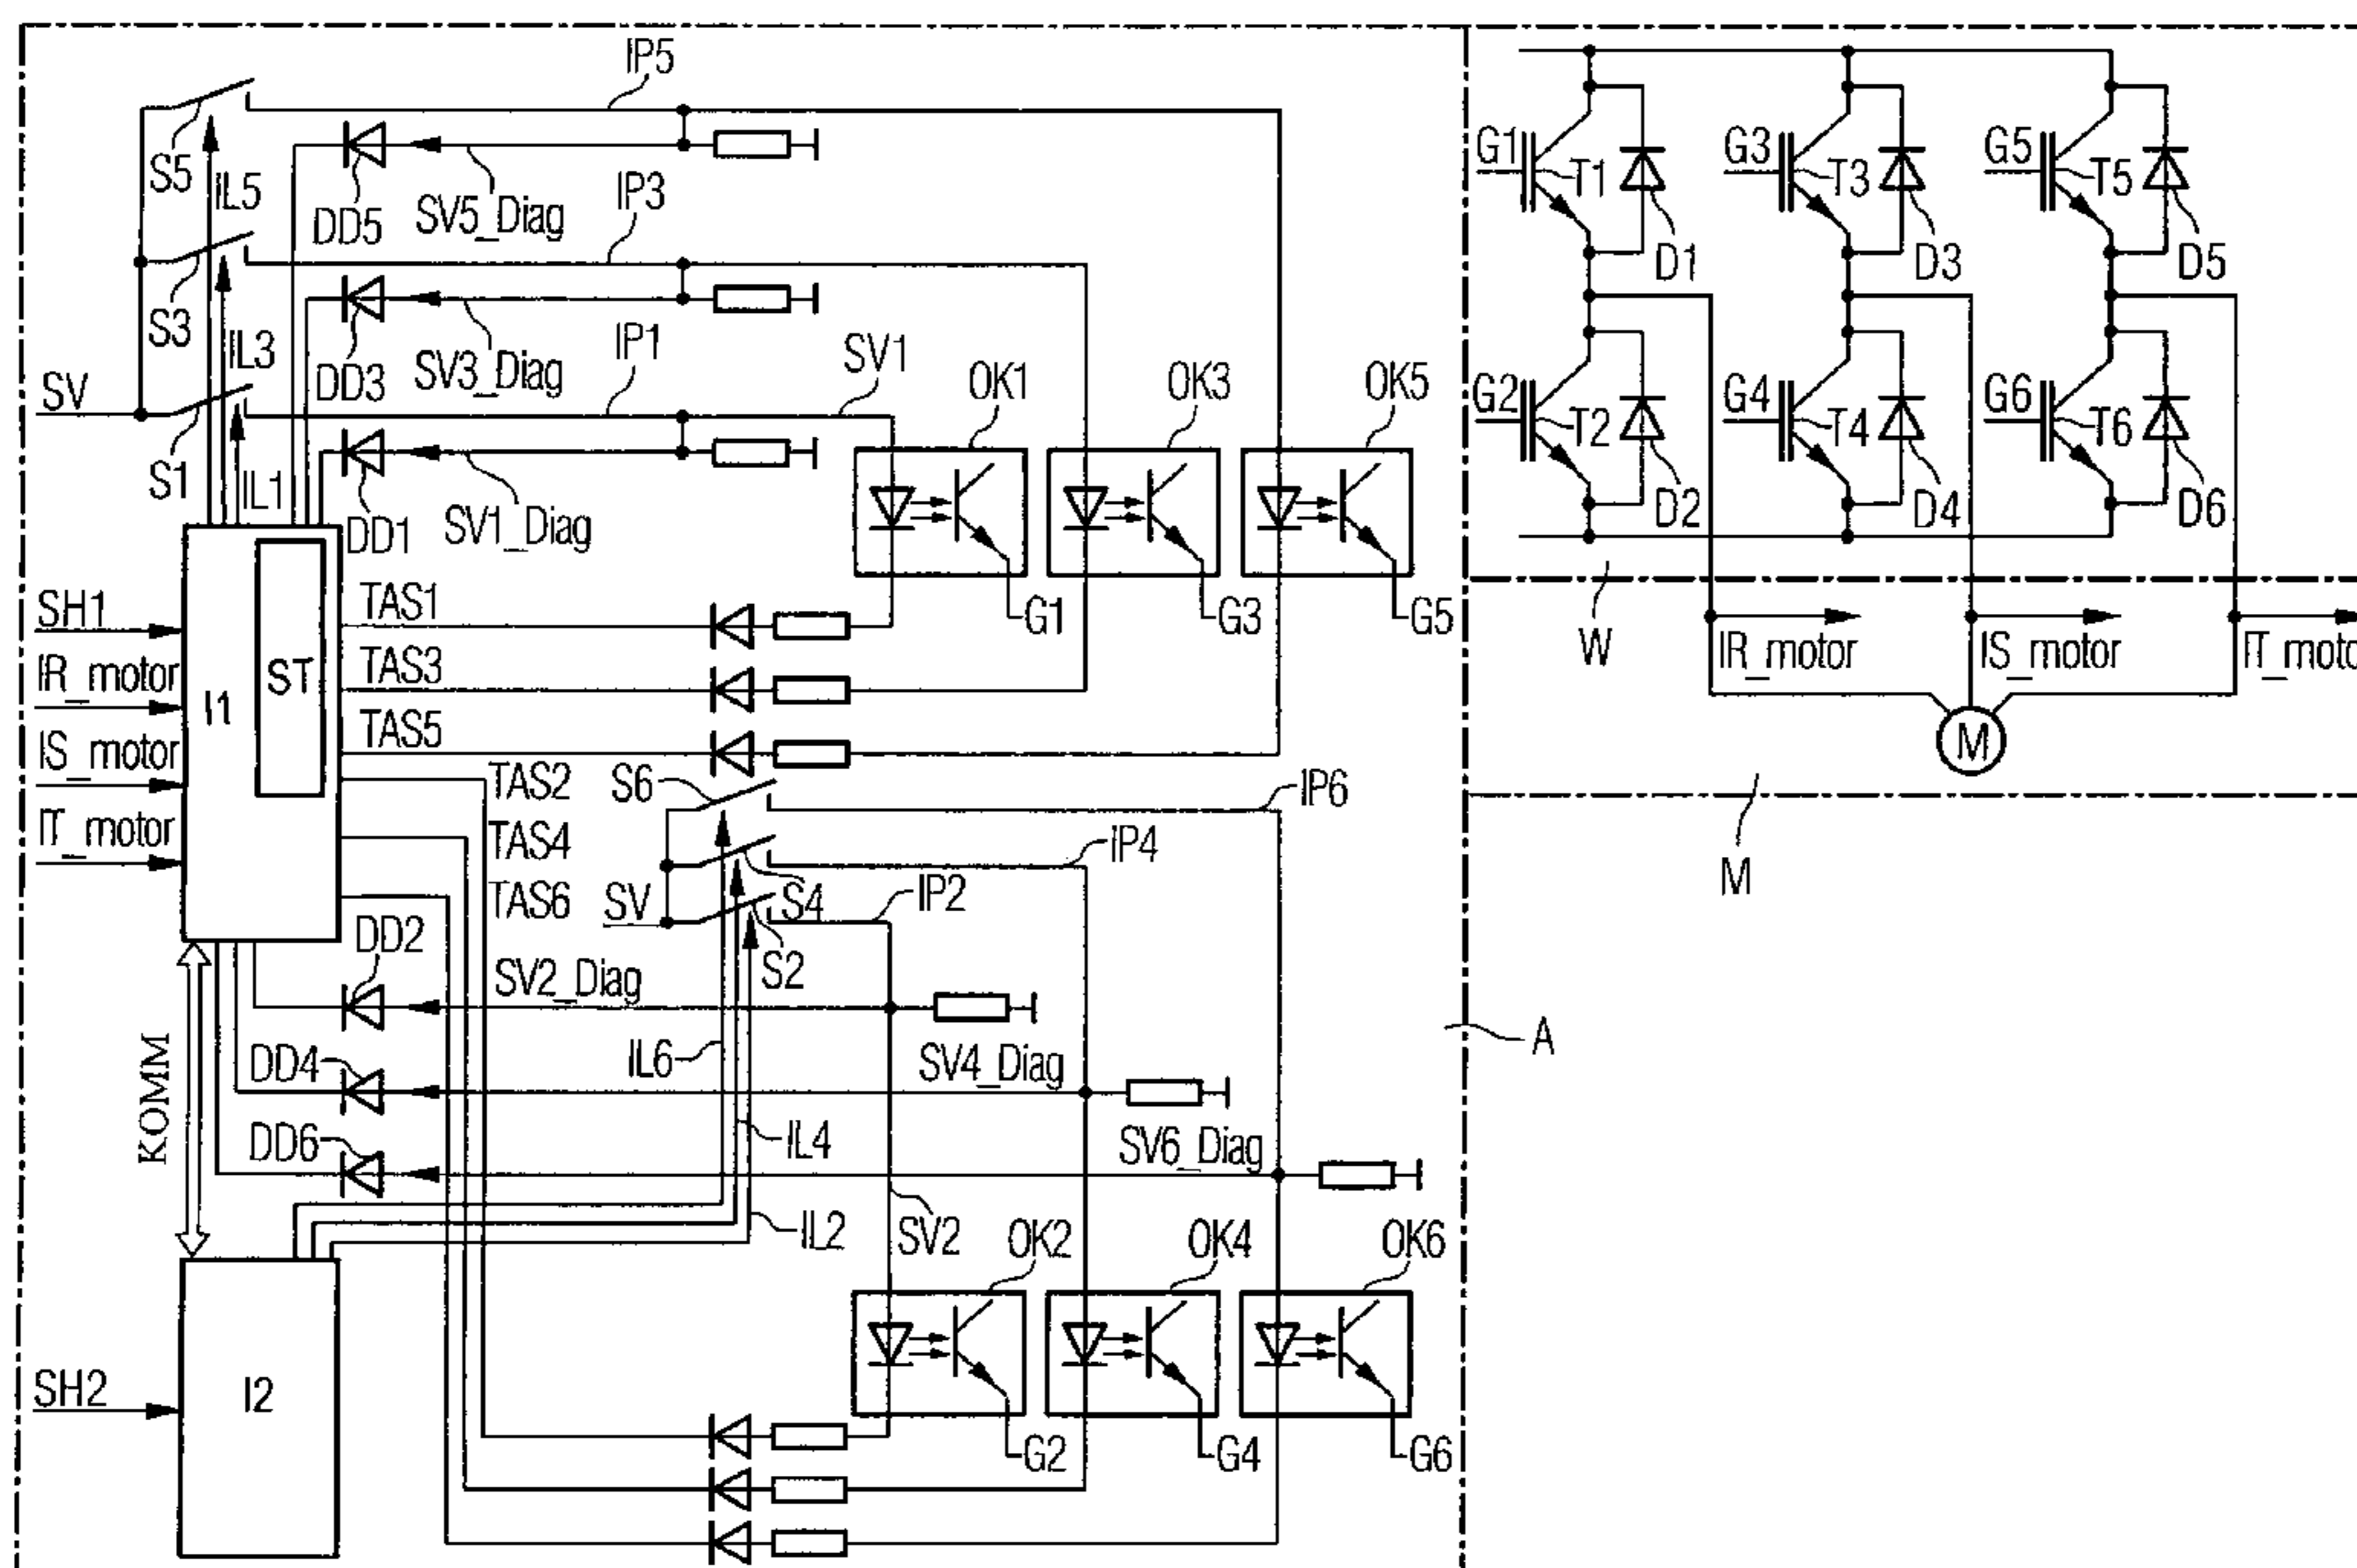 IP5
S5
IL5
DD5
SV5_Diag
IP3
S3
IL3
DD3
SV3_Diag
IP1
SV1
SV
S1
IL1
DD1
SV1_Diag
OK1
OK3
OK5
G1
G3
G5
SH1
IR_motor
IS_motor
IT_motor
I1
ST
TAS1
TAS3
TAS5
TAS2
TAS4
TAS6
S6
IP6
S4
IP4
SV
S2
IP2
DD2
SV2_Diag
KOMM
DD4
IL6
SV4_Diag
DD6
IL4
SV6_Diag
IL2
SV2
OK2
OK4
OK6
SH2
I2
G2
G4
G6
A
G1
T1
D1
G3
T3
D3
G5
T5
D5
G2
T2
D2
G4
T4
D4
G6
T6
D6
W
IR_motor
IS_motor
IT_moto
M
M